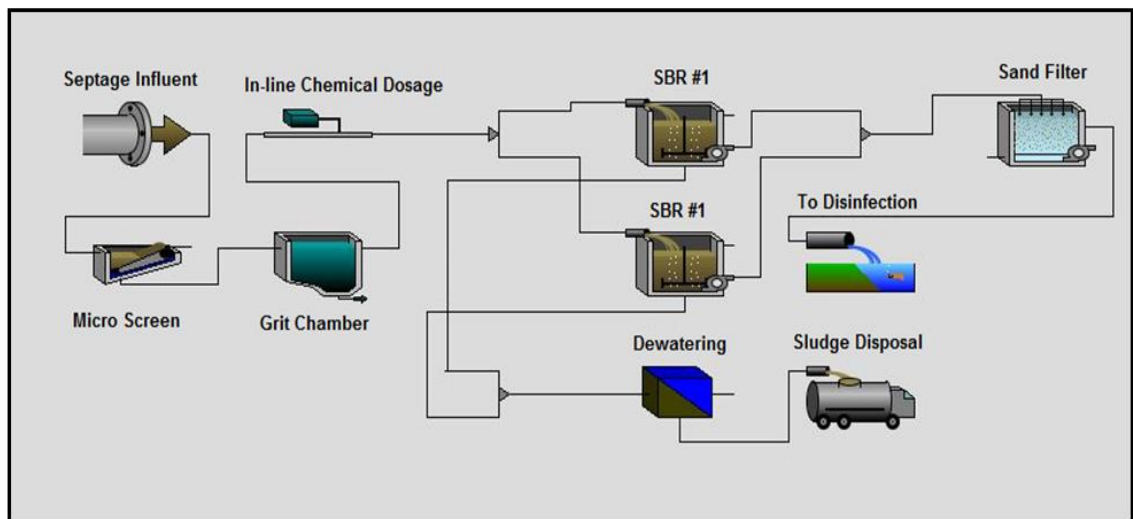 Septage Influent
In-line Chemical Dosage
SBR #1
Sand Filter
SBR #1
To Disinfection
Micro Screen
Grit Chamber
Dewatering
Sludge Disposal